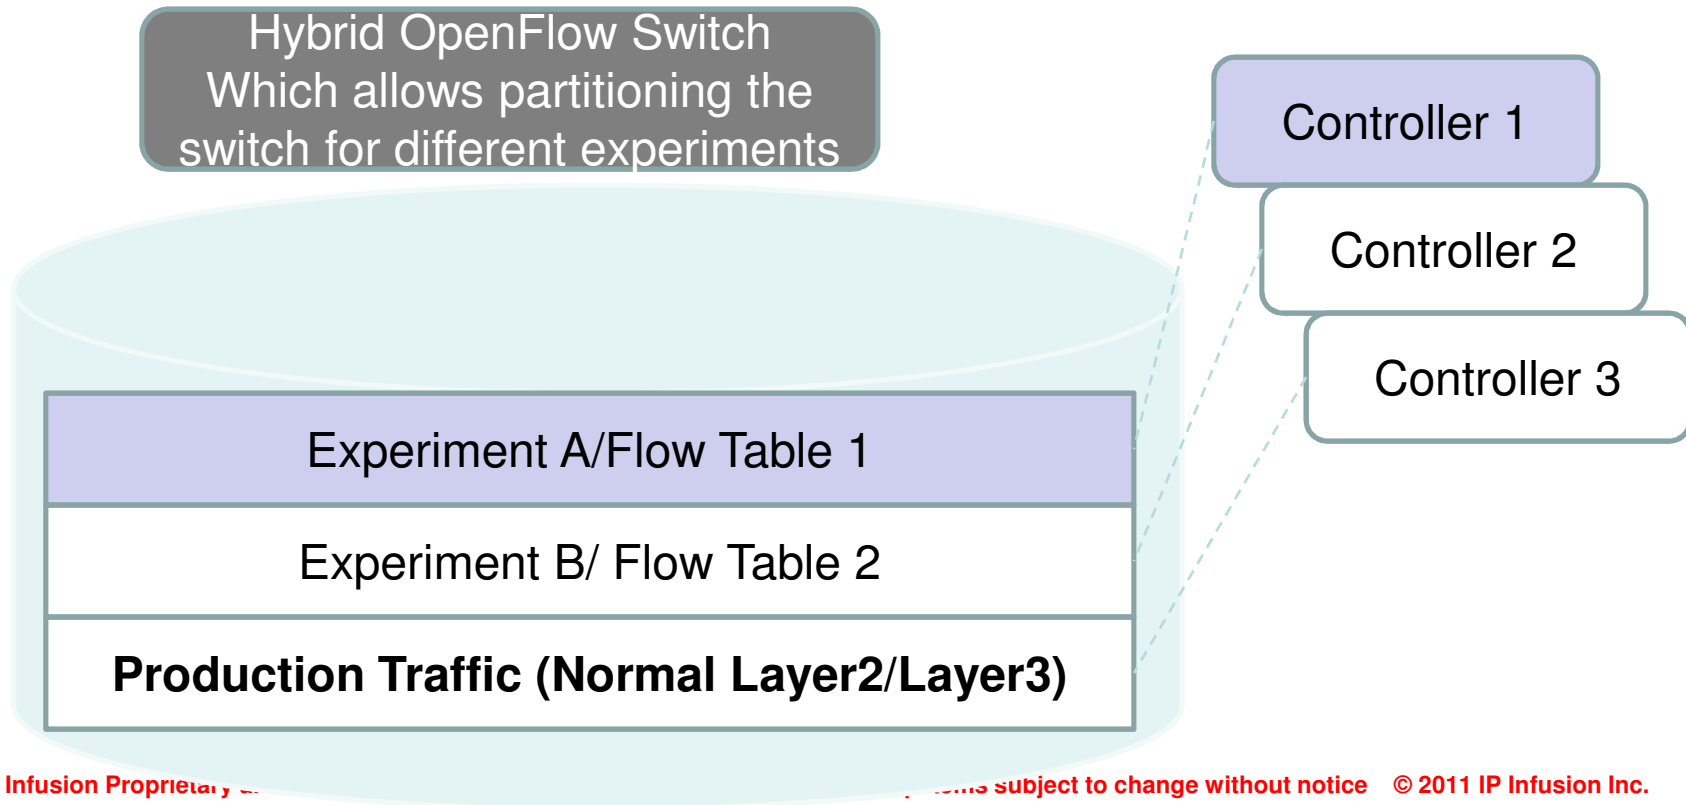 Hybrid OpenFlow Switch
Which allows partitioning the
switch for different experiments
Controller 1
Controller 2
Controller 3
Experiment A/Flow Table 1
Experiment B/ Flow Table 2
Production Traffic (Normal Layer2/Layer3)
Infusion Proprietary subject to change without notice © 2011 IP Infusion Inc.